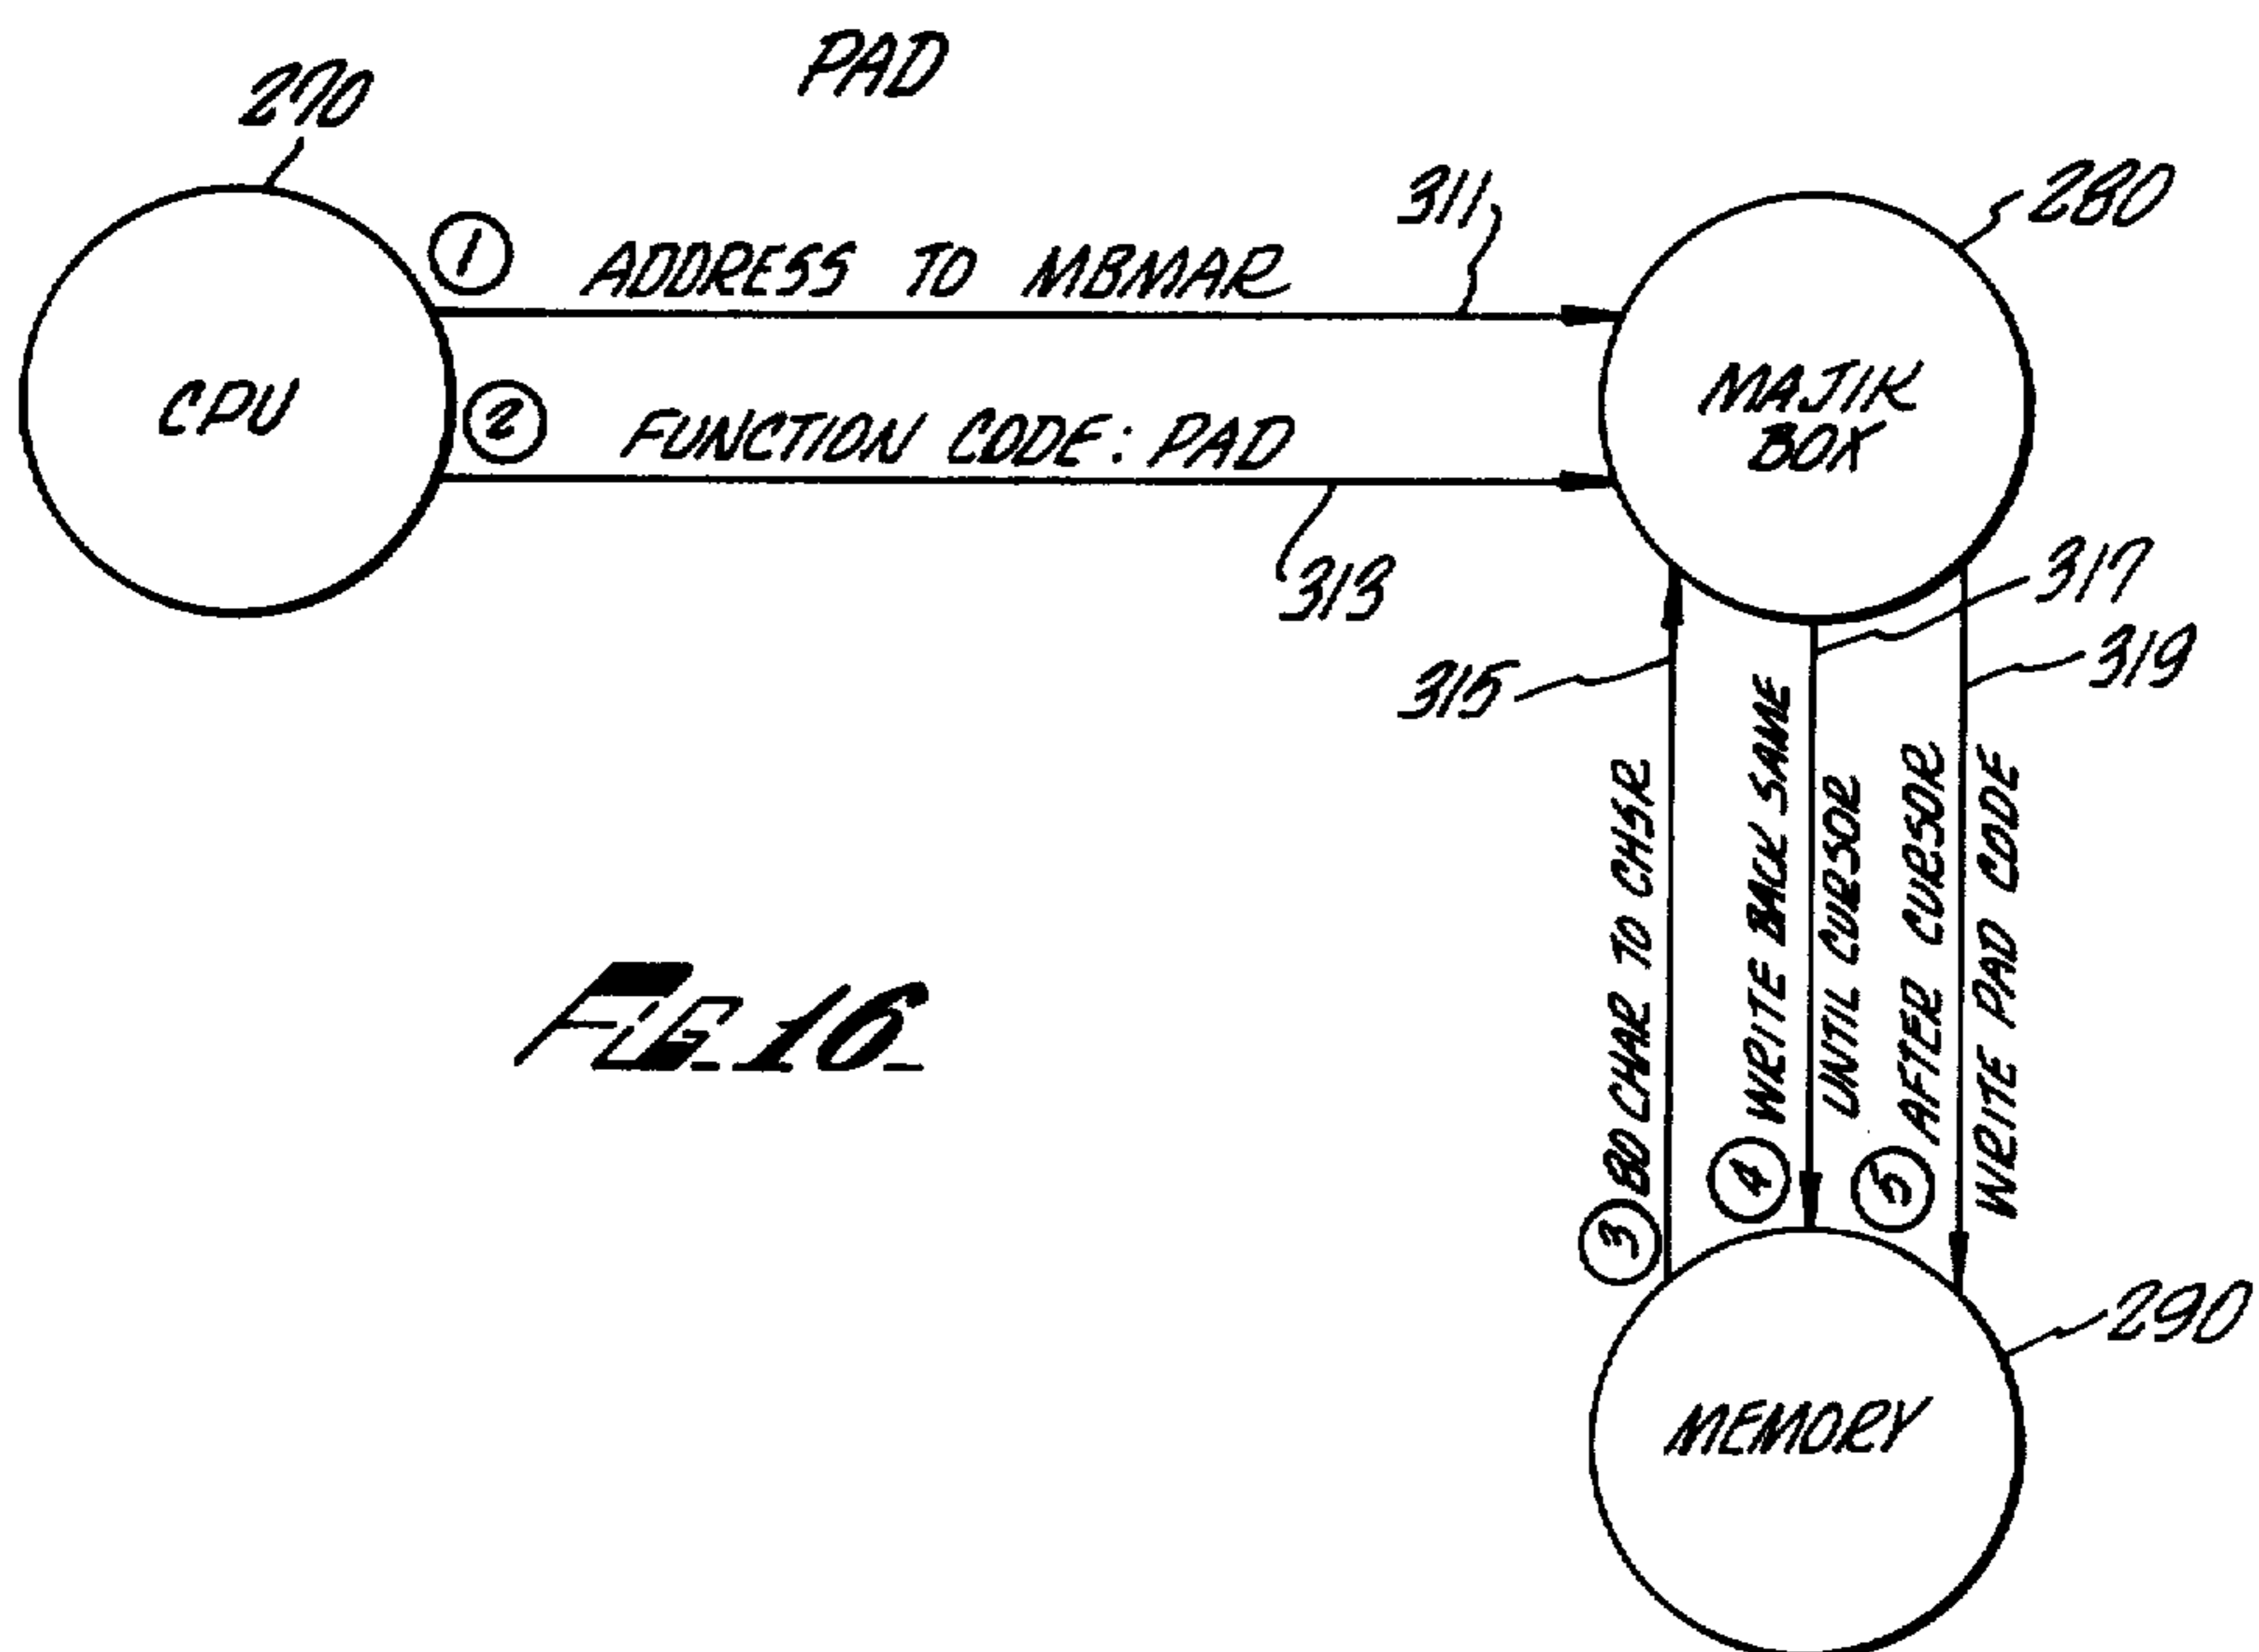 PAD
270
CPU
① ADDRESS TO MBMAR
311
280
② FUNCTION CODE: PAD
313
MAJIK
BOX
317
319
315
③ 80 CHAR TO CHSR
④ WRITE BACK SAME
UNTIL CURSOR
⑤ AFTER CURSOR
WRITE PAD CODE
FIG. 16.
290
MEMORY